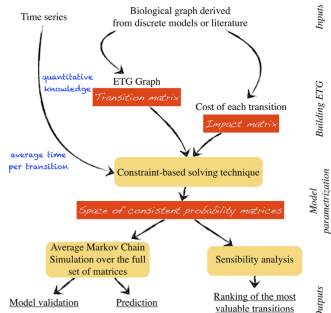 Time series
Biological graph derived
from discrete models or literature
Inputs
quantitative
knowledge
ETG Graph
Transition matrix
Cost of each transition
Impact matrix
Building ETG
average time
per transition
Constraint-based solving technique
Model
parametrization
Space of consistent probability matrices
Average Markov Chain
Simulation over the full
set of matrices
Sensibility analysis
Model validation
Prediction
Ranking of the most
valuable transitions